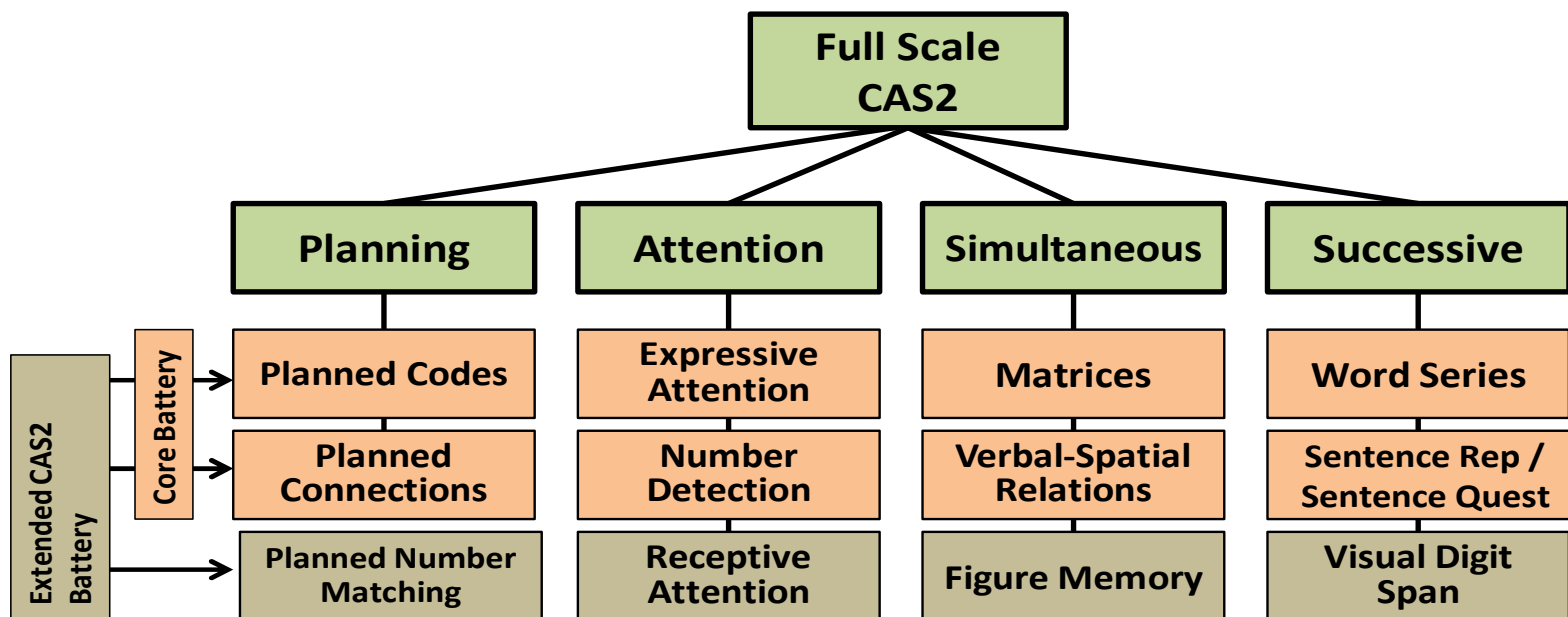 Full Scale
CAS2
Planning
Attention
Simultaneous
Successive
Extended CAS2
Battery
Core Battery
Planned Codes
Expressive
Attention
Matrices
Word Series
Planned
Connections
Number
Detection
Verbal-Spatial
Relations
Sentence Rep /
Sentence Quest
Planned Number
Matching
Receptive
Attention
Figure Memory
Visual Digit
Span